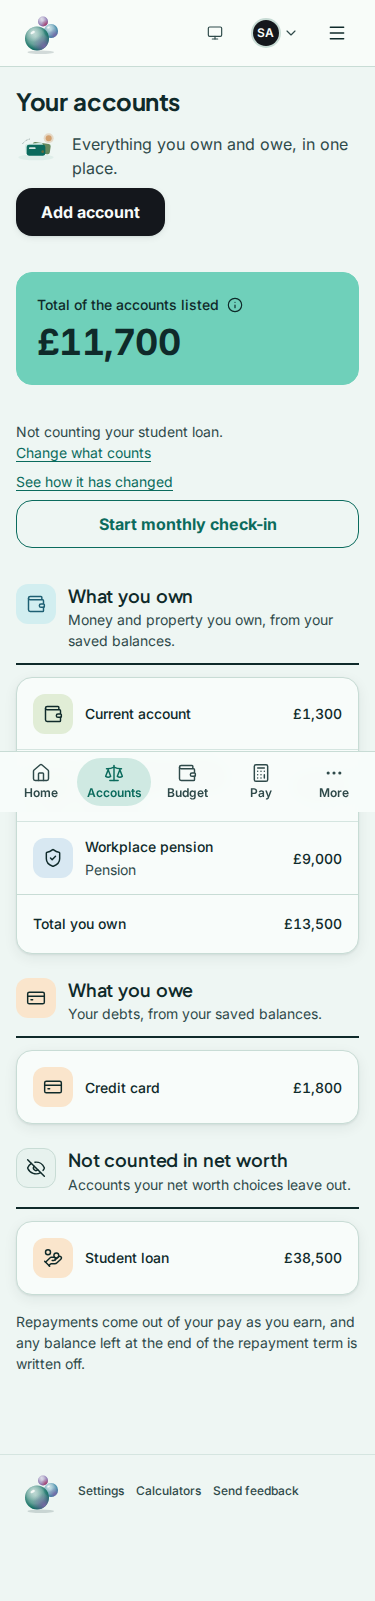 SA
Your accounts
Everything you own and owe, in one
place.
Add account
Total of the accounts listed
£11,700
Not counting your student loan.
Change what counts
See how it has changed
Start monthly check-in
What you own
Money and property you own, from your
saved balances.
Current account £1,300
Home Accounts Budget Pay More
Workplace pension
Pension
£9,000
Total you own £13,500
What you owe
Your debts, from your saved balances.
Credit card £1,800
Not counted in net worth
Accounts your net worth choices leave out.
Student loan £38,500
Repayments come out of your pay as you earn, and
any balance left at the end of the repayment term is
written off.
Settings Calculators Send feedback